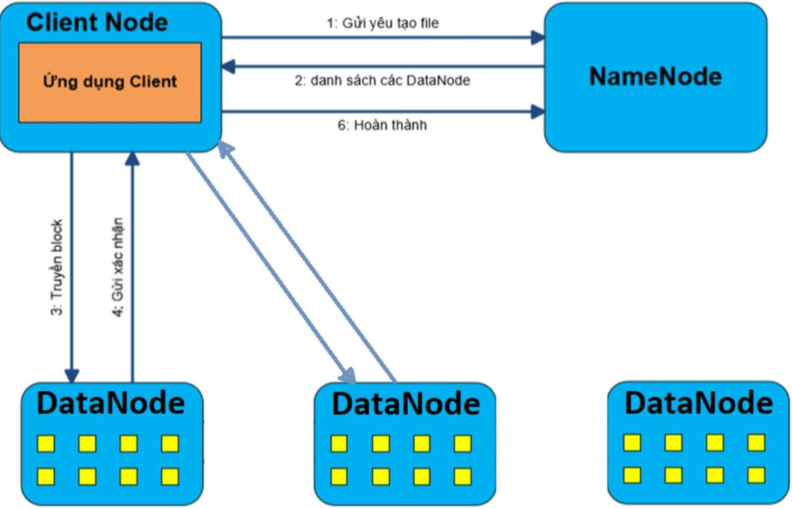 Client Node
Ứng dụng Client
1: Gửi yêu tạo file
2: danh sách các DataNode
6: Hoàn thành
NameNode
3: Truyền block
4: Gửi xác nhận
DataNode
DataNode
DataNode